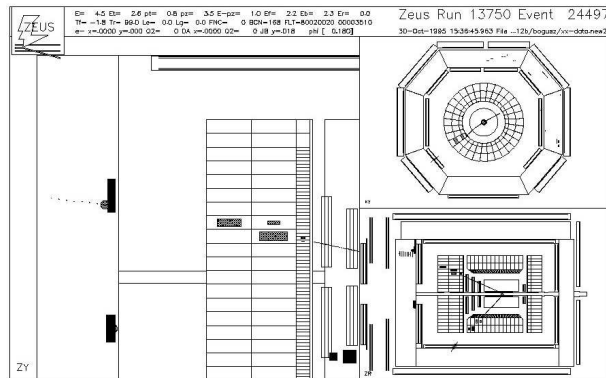 ZEUS
E= 4.5 Et= 2.6 pt= 0.8 pz= 3.5 E-pz= 1.0 Ef= 2.2 Eb= 2.3 Er= 0.0
Tf= -1.8 Tr= 99.0 Le= 0.0 Lg= 0.0 FNC= 0 BCN=168 FLT=80020020 00003510
e- x=.0000 y=.000 Q2= 0 DA x=.0000 Q2= 0 JB y=.018 phi [ 0,180]
Zeus Run 13750 Event 24497
30-Oct-1995 15:36:45.963 File
XY
ZY
ZR